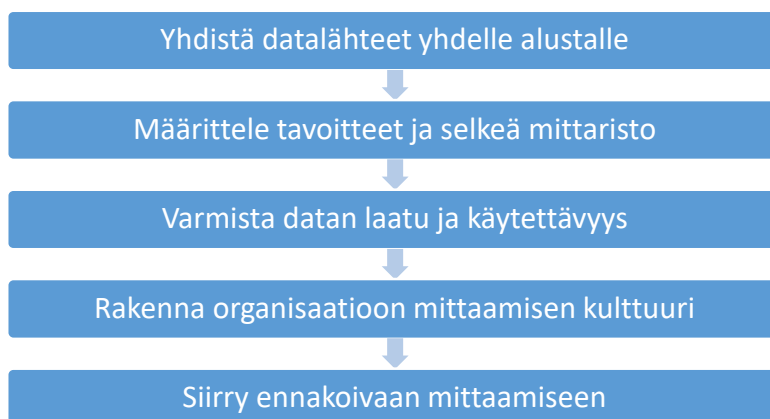 Yhdistä datalähteet yhdelle alustalle
Määrittele tavoitteet ja selkeä mittaristo
Varmista datan laatu ja käytettävyys
Rakenna organisaatioon mittaamisen kulttuuri
Siirry ennakoivaan mittaamiseen